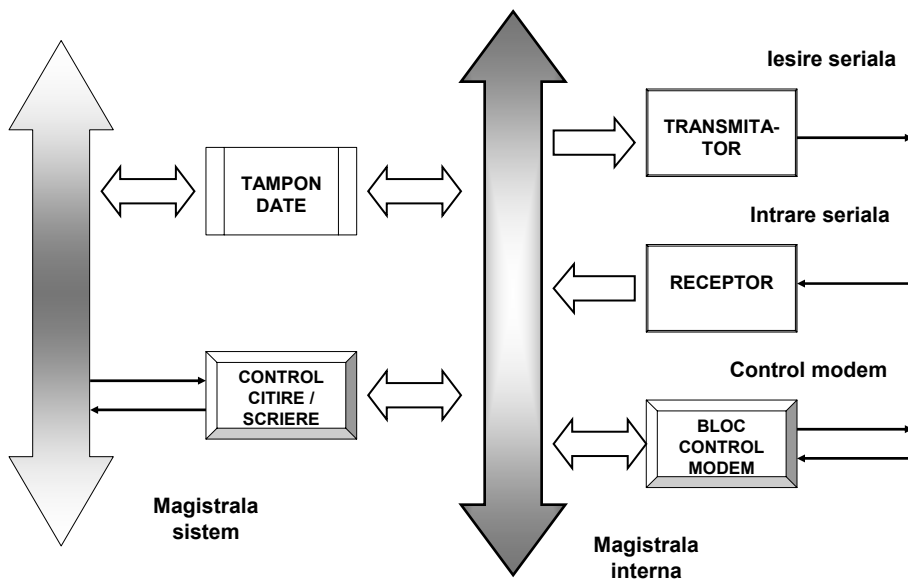 Iesire seriala
TRANSMITA-
TOR
TAMPON
DATE
Intrare seriala
RECEPTOR
Control modem
CONTROL
CITIRE /
SCRIERE
BLOC
CONTROL
MODEM
Magistrala
sistem
Magistrala
interna